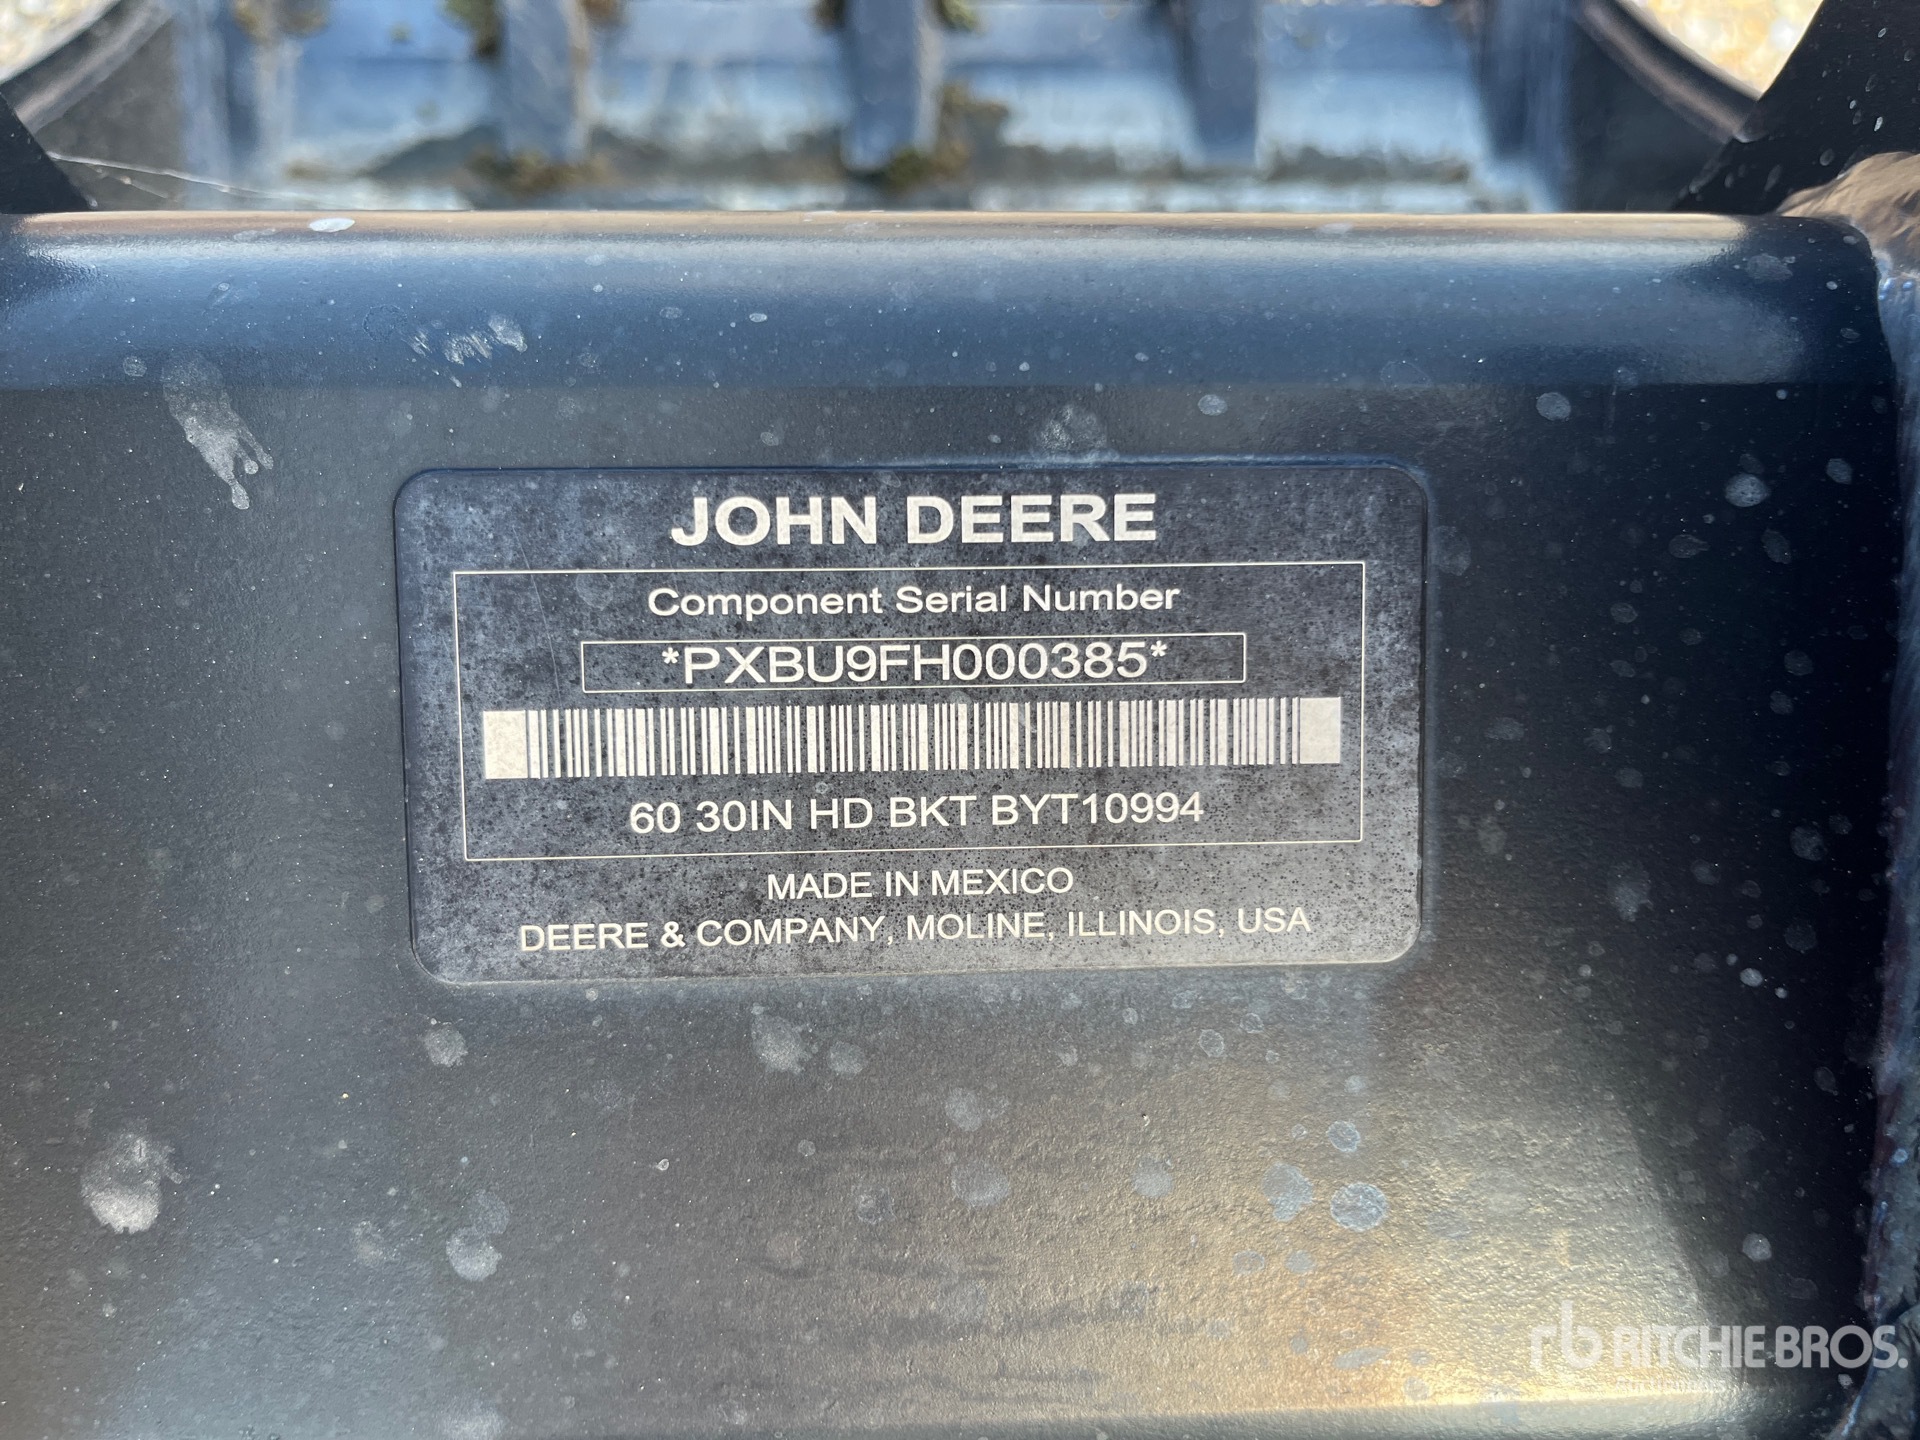 JOHN DEERE
Component Serial Number
*PXBU9FH000385*
60 30IN HD BKT BYT10994
MADE IN MEXICO
DEERE & COMPANY, MOLINE, ILLINOIS, USA
rb RITCHIE BROS.